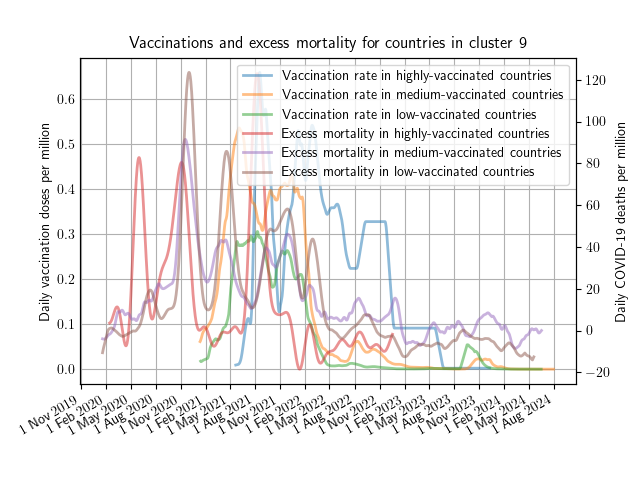 Vaccinations and excess mortality for countries in cluster 9
Vaccination rate in highly-vaccinated countries
Vaccination rate in medium-vaccinated countries
Vaccination rate in low-vaccinated countries
Excess mortality in highly-vaccinated countries
Excess mortality in medium-vaccinated countries
Excess mortality in low-vaccinated countries
Daily vaccination doses per million
0.6
0.5
0.4
0.3
0.2
0.1
0.0
Daily COVID-19 deaths per million
120
100
80
60
40
20
0
−20
1 Nov 2019
1 Feb 2020
1 May 2020
1 Aug 2020
1 Nov 2020
1 Feb 2021
1 May 2021
1 Aug 2021
1 Nov 2021
1 Feb 2022
1 May 2022
1 Aug 2022
1 Nov 2022
1 Feb 2023
1 May 2023
1 Aug 2023
1 Nov 2023
1 Feb 2024
1 May 2024
1 Aug 2024